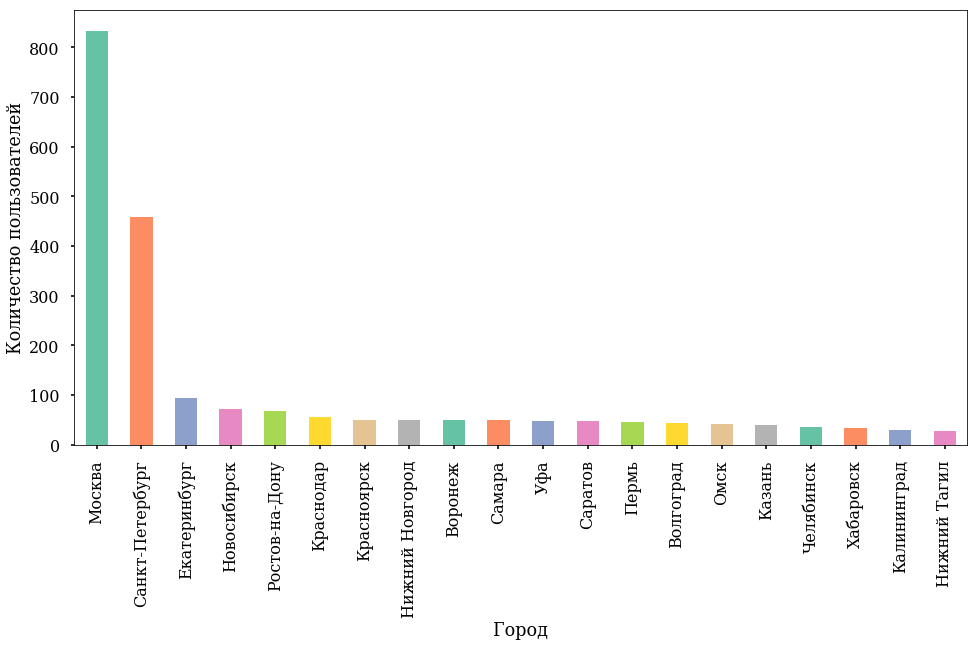 Количество пользователей
800
700
600
500
400
300
200
100
0
Москва
Санкт-Петербург
Екатеринбург
Новосибирск
Ростов-на-Дону
Краснодар
Красноярск
Нижний Новгород
Воронеж
Самара
Уфа
Саратов
Пермь
Волгоград
Омск
Казань
Челябинск
Хабаровск
Калининград
Нижний Тагил
Город